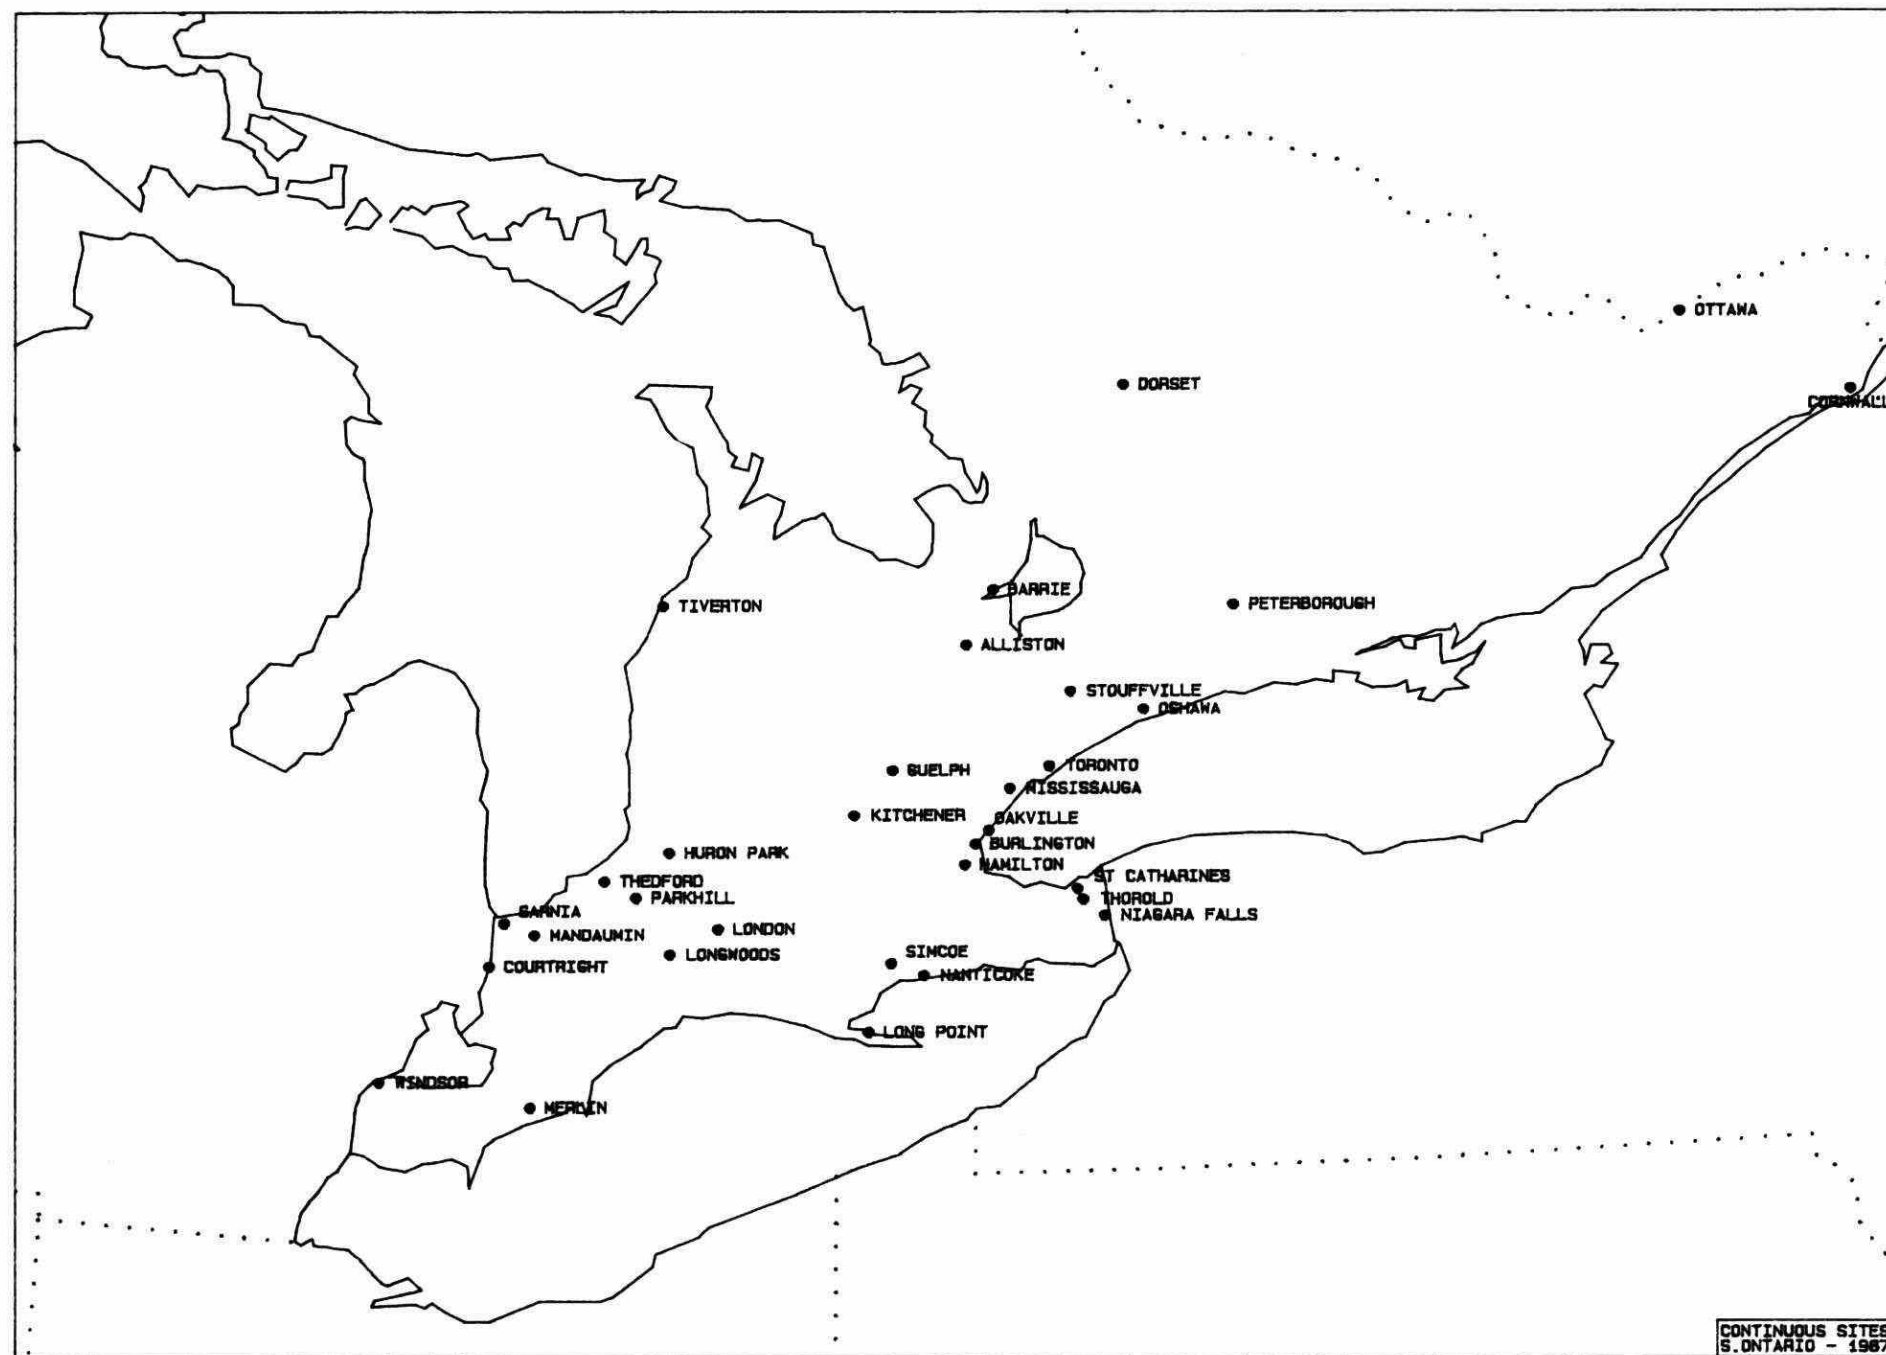 OTTAWA
DORSET
CORNWALL
BARRIE
TIVERTON
PETERBOROUGH
ALLISTON
STOUFFVILLE
OSHAWA
TORONTO
GUELPH
MISSISSAUGA
KITCHENER
OAKVILLE
BURLINGTON
HURON PARK
HAMILTON
ST CATHARINES
THEDFORD
PARKHILL
THOROLD
SARNIA
NIAGARA FALLS
LONDON
MANDAUMIN
LONGWOODS
SIMCOE
COURTRIGHT
NANTICOKE
LONG POINT
WINDSOR
MERLIN
CONTINUOUS SITES
S.ONTARIO - 1987